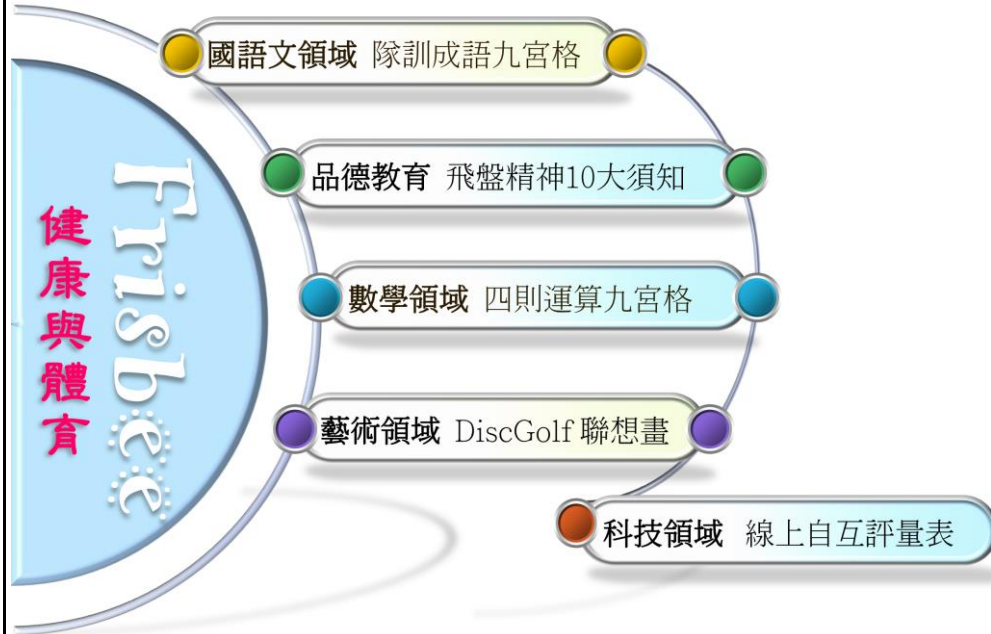 健康與體育
Frisbee
國語文領域 隊訓成語九宮格
品德教育 飛盤精神10大須知
數學領域 四則運算九宮格
藝術領域 DiscGolf 聯想畫
科技領域 線上自互評量表